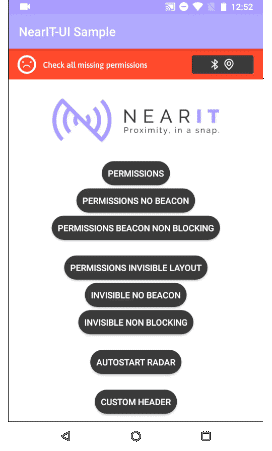 12:52
NearIT-UI Sample
Check all missing permissions
NEARIT
Proximity, in a snap.
PERMISSIONS
PERMISSIONS NO BEACON
PERMISSIONS BEACON NON BLOCKING
PERMISSIONS INVISIBLE LAYOUT
INVISIBLE NO BEACON
INVISIBLE NON BLOCKING
AUTOSTART RADAR
CUSTOM HEADER